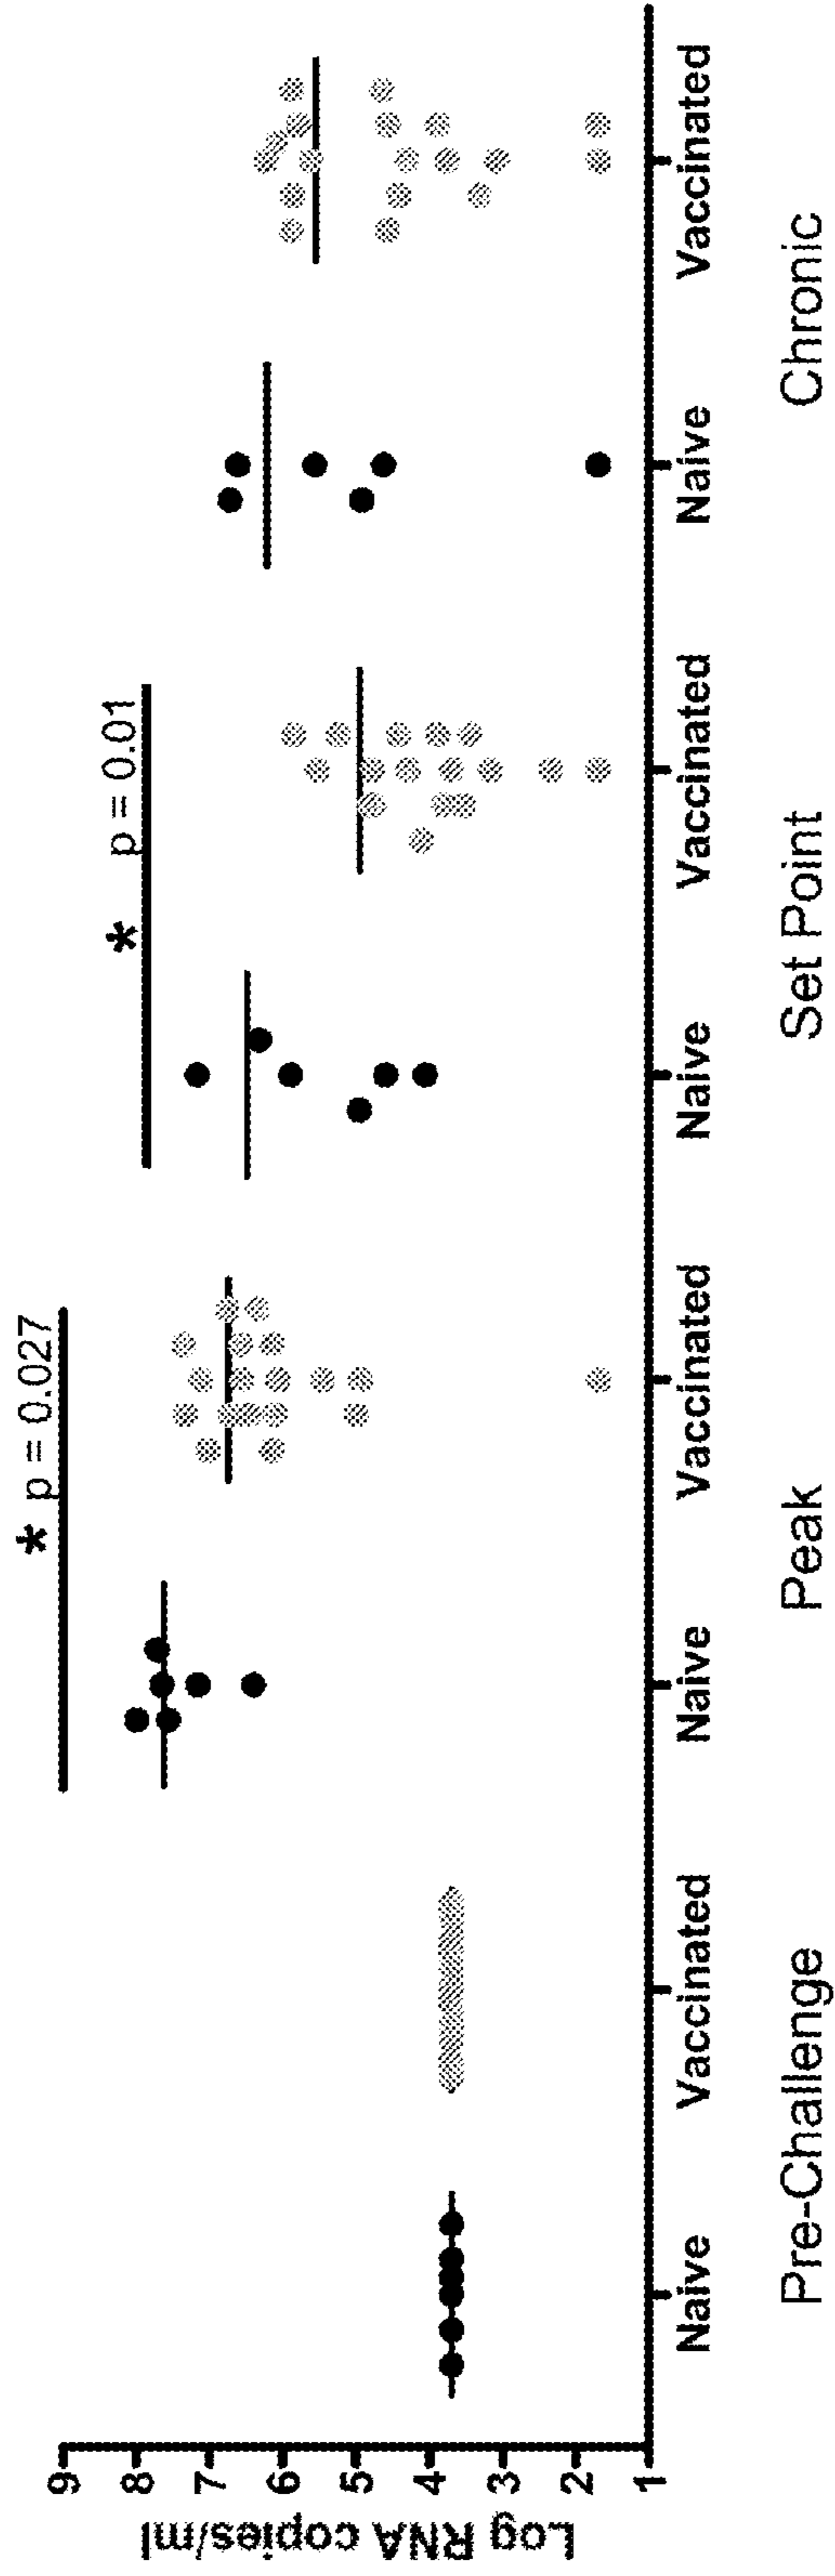 Log RNA copies/ml
9
8
7
6
5
4
3
2
1
* p = 0.027
* p = 0.01
Naive Vaccinated Naive Vaccinated Naive Vaccinated Naive Vaccinated
Pre-Challenge Peak Set Point Chronic